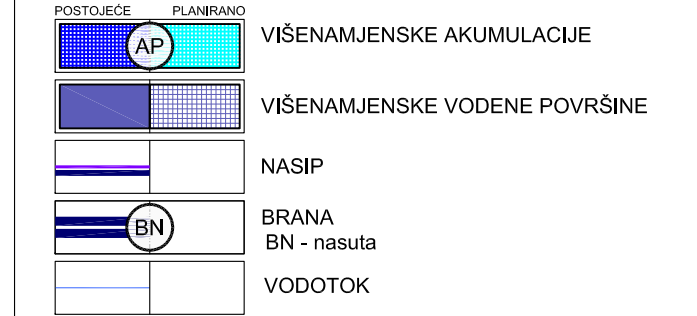 POSTOJEĆE PLANIRANO
AP VIŠENAMJENSKE AKUMULACIJE
VIŠENAMJENSKE VODENE POVRŠINE
NASIP
BN BRANA
BN - nasuta
VODOTOK